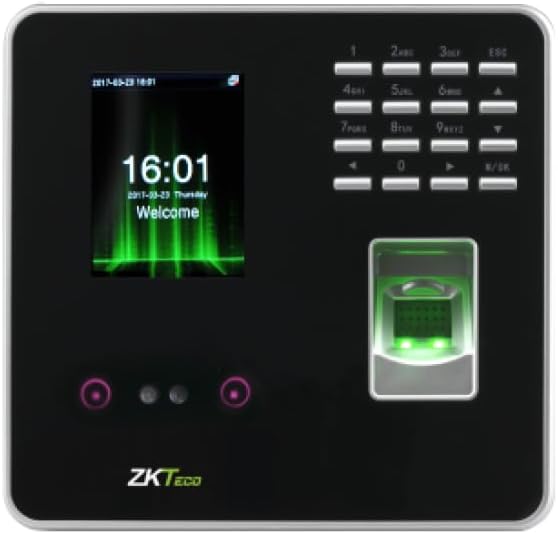 2017-03-23 16:01
16:01
2017-03-23 Thursday
Welcome
1 2ABC 3DEF ESC
4GHI 5JKL 6MNO ▲
7PQRS 8TUV 9WXYZ ▼
◄ 0 ► M/OK
ZKTECO